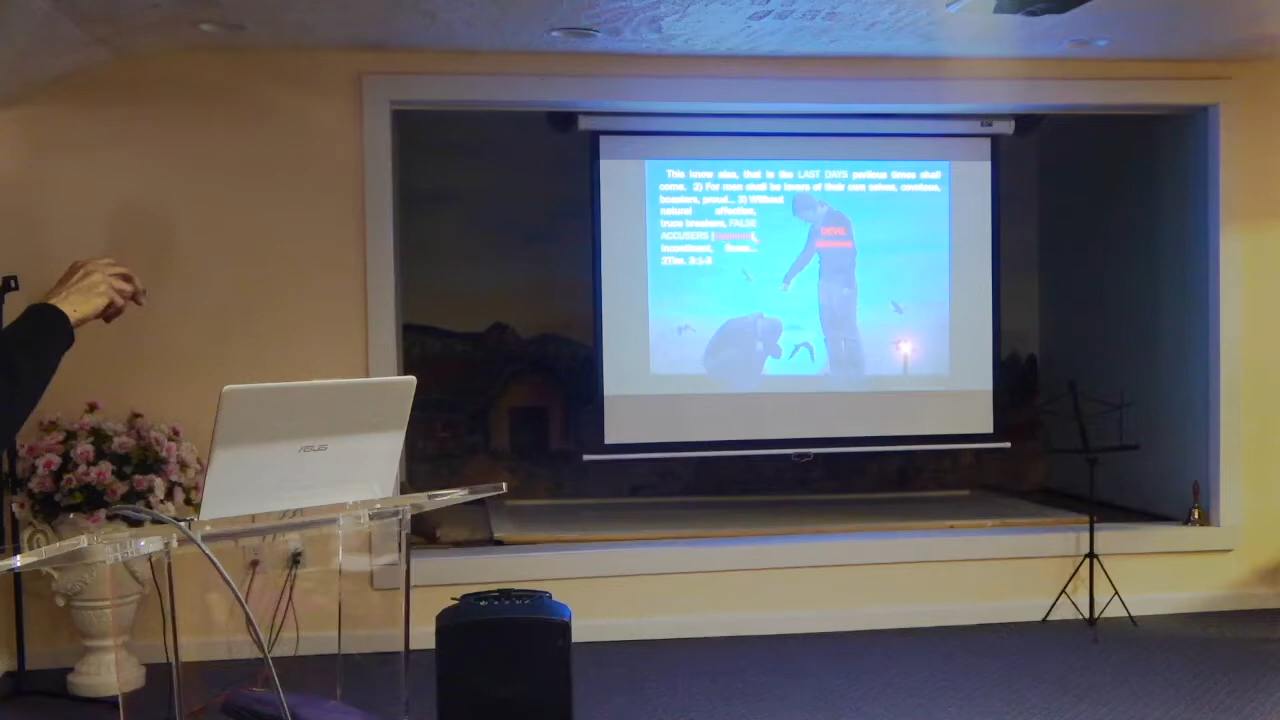 This know also, that in the LAST DAYS perilous times shall
come. 2) For men shall be lovers of their own selves, covetous,
boasters, proud... 3) Without
natural affection,
truce breakers, FALSE
ACCUSERS
incontinent, fierce...
2Tim. 3:1-3
DEVIL
ASUS